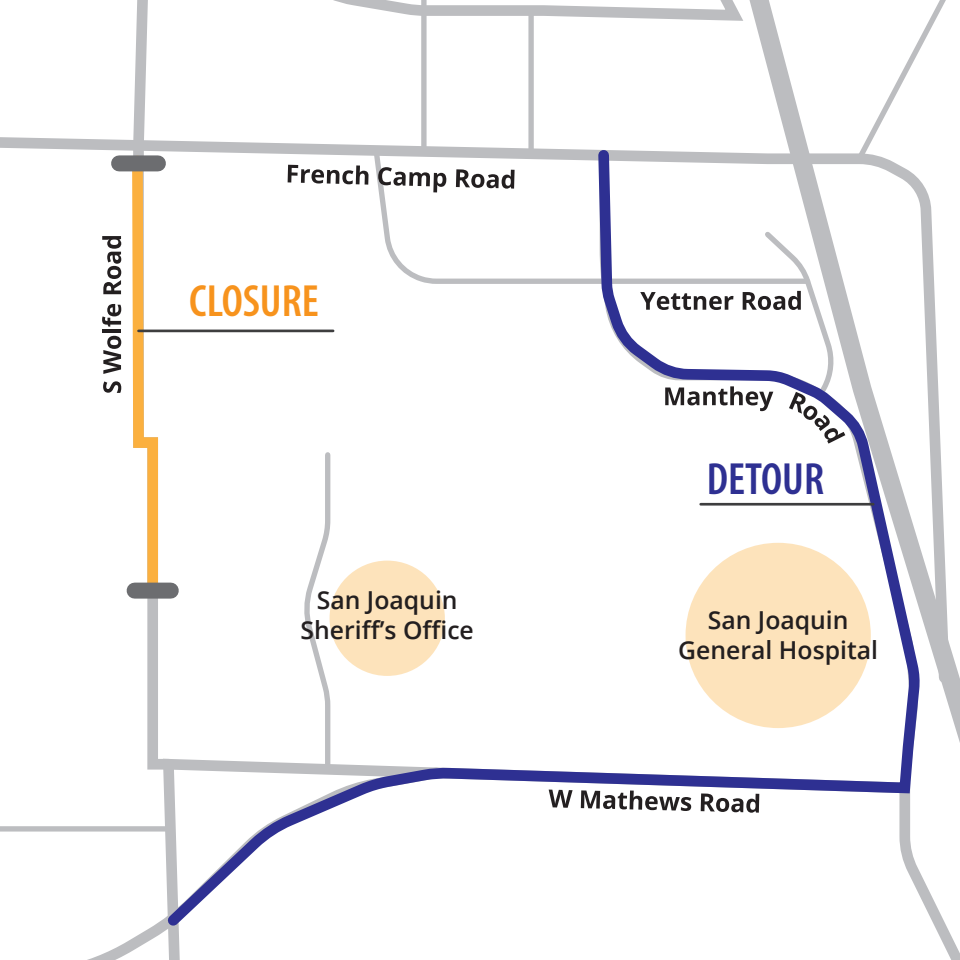 French Camp Road
S Wolfe Road
CLOSURE
Yettner Road
Manthey Road
DETOUR
San Joaquin
Sheriff’s Office
San Joaquin
General Hospital
W Mathews Road